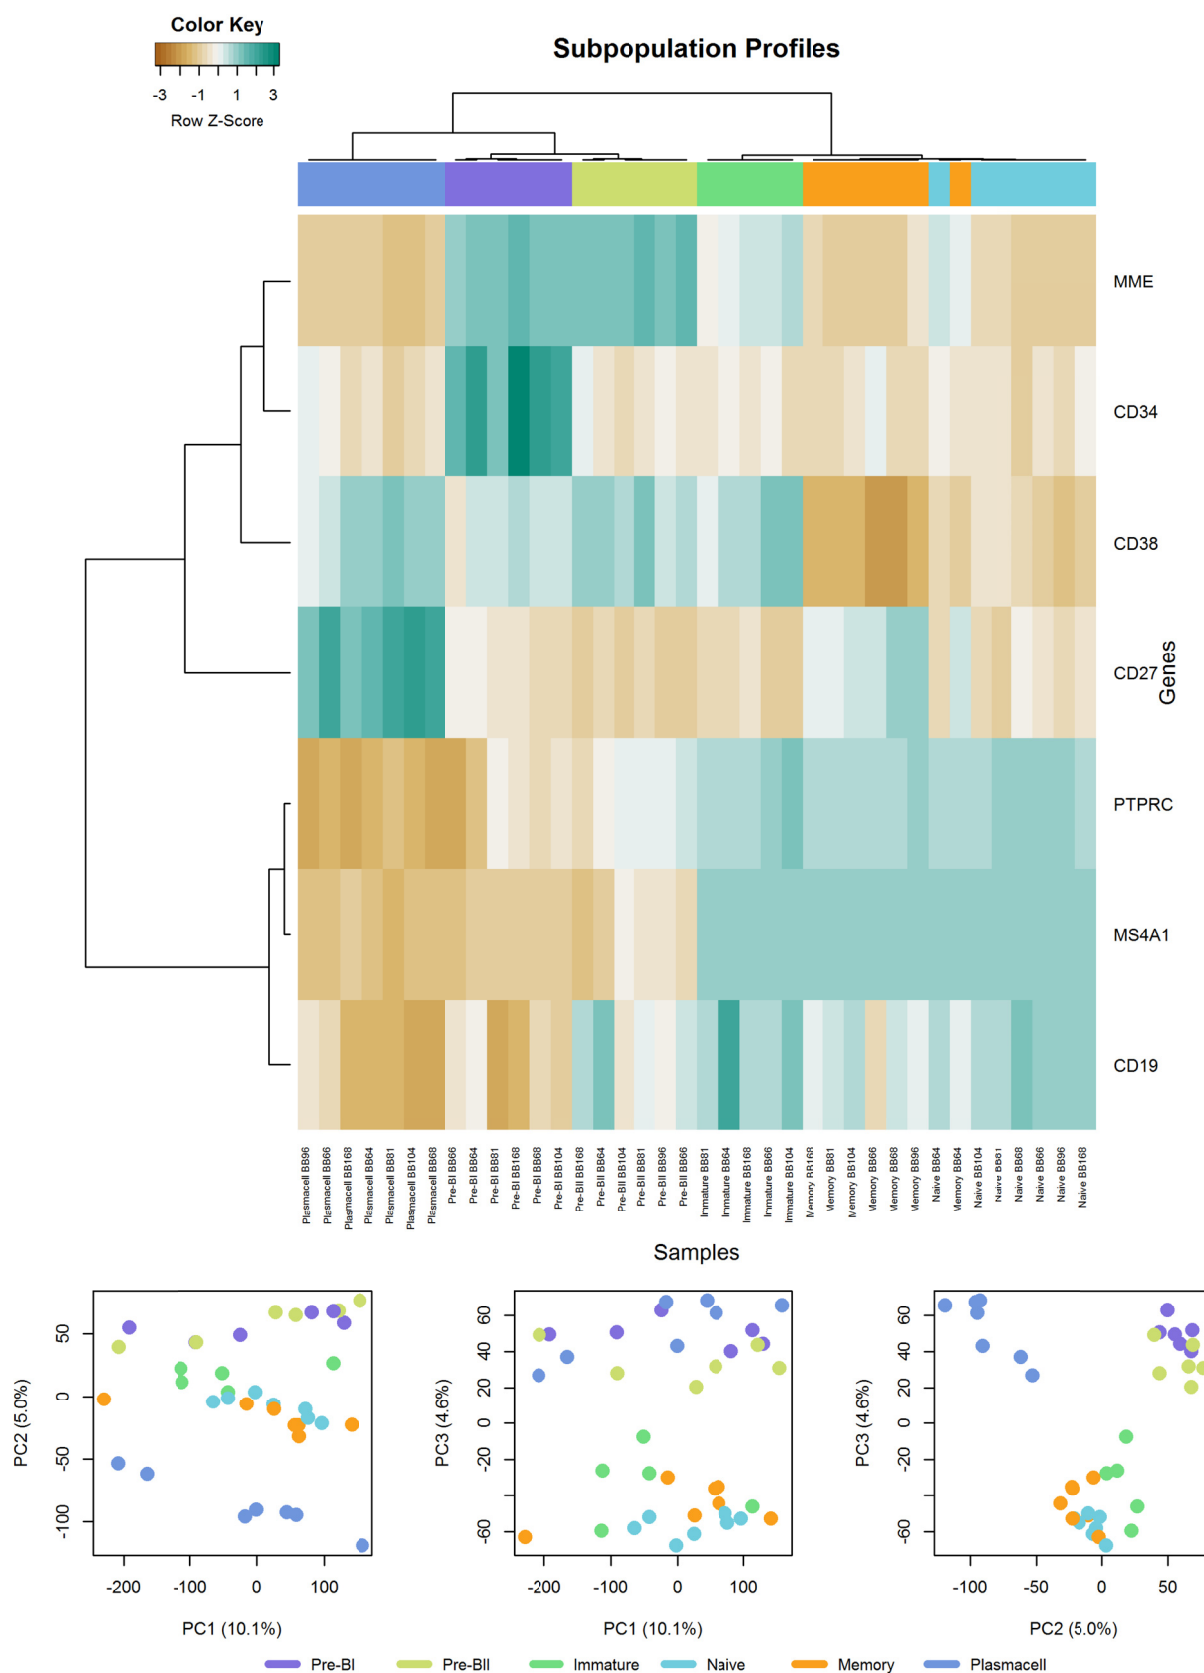 Color Key
Subpopulation Profiles
-3 -1 1 3
Row Z-Score
MME
CD34
CD38
CD27
Genes
PTPRC
MS4A1
CD19
Plasmacell BB96
Plasmacell BB66
Plasmacell BB168
Plasmacell BB64
Plasmacell BB81
Plasmacell BB104
Plasmacell BB68
Pre-BI BB66
Pre-BI BB64
Pre-BI BB81
Pre-BI BB168
Pre-BI BB68
Pre-BI BB104
Pre-BII BB168
Pre-BII BB64
Pre-BII BB104
Pre-BII BB81
Pre-BII BB96
Pre-BII BB66
Immature BB81
Immature BB64
Immature BB168
Immature BB66
Immature BB104
Memory BB168
Memory BB81
Memory BB104
Memory BB66
Memory BB68
Memory BB96
Naive BB64
Memory BB64
Naive BB104
Naive BB81
Naive BB68
Naive BB66
Naive BB96
Naive BB168
Samples
PC2 (5.0%)
50
0
-50
-100
-200 -100 0 100
PC1 (10.1%)
PC3 (4.6%)
60
40
20
0
-20
-60
-200 -100 0 100
PC1 (10.1%)
PC3 (4.6%)
60
40
20
0
-20
-60
-100 -50 0 50
PC2 (5.0%)
Pre-BI Pre-BII Immature Naive Memory Plasmacell